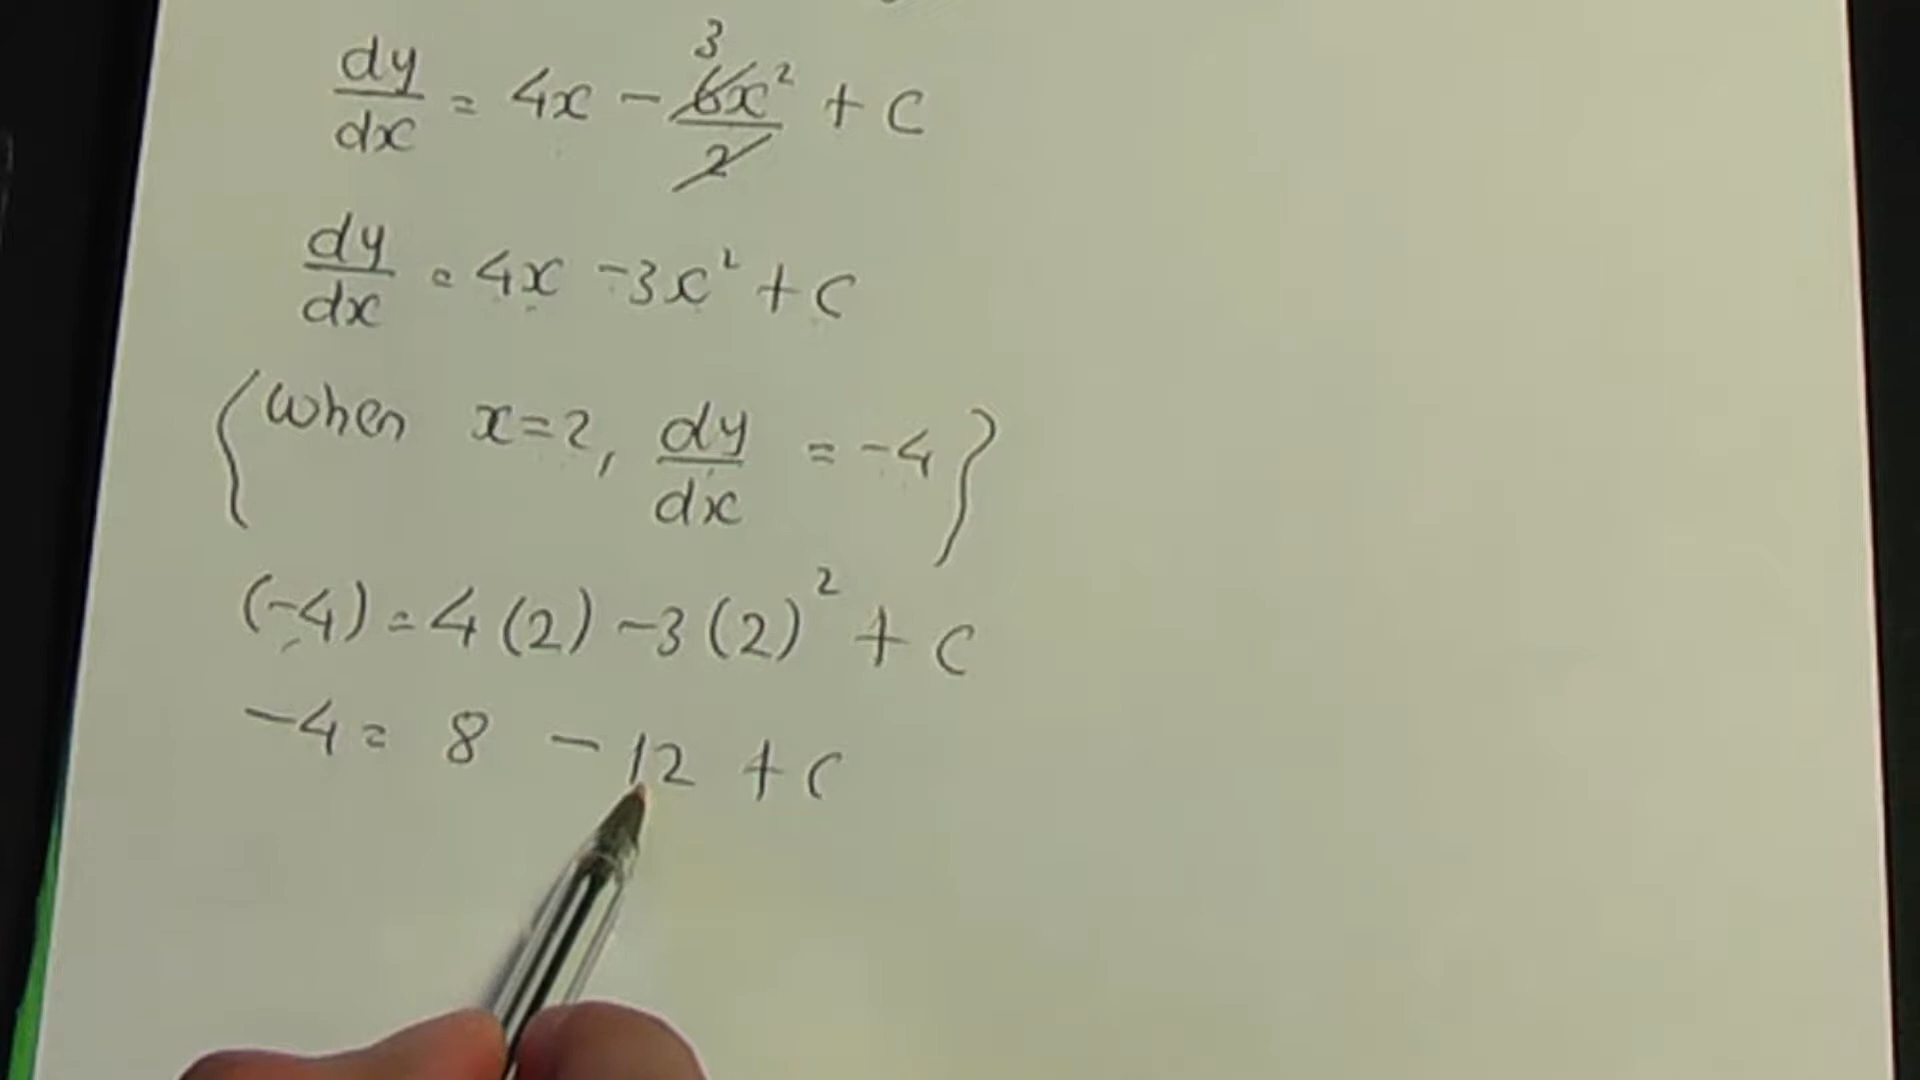 dy/dx = 4x - 6x²/2 + C
3
dy/dx = 4x - 3x² + C
{when x=2, dy/dx = -4}
(-4) = 4(2) - 3(2)² + C
-4 = 8 - 12 + C